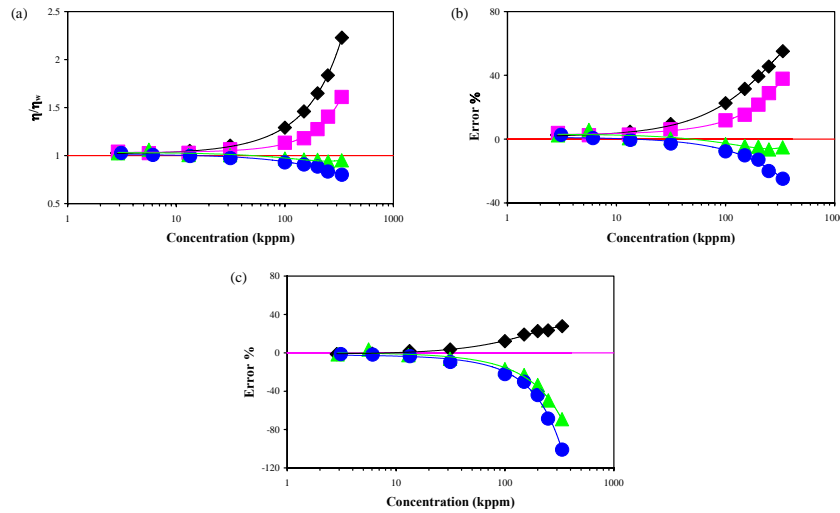 (a)
2.5
2
1.5
1
0.5
η/ηw
1 10 100 1000
Concentration (kppm)
(b)
80
40
0
-40
Error %
1 10 100 1000
Concentration (kppm)
(c)
80
40
0
-40
-80
-120
Error %
1 10 100 1000
Concentration (kppm)